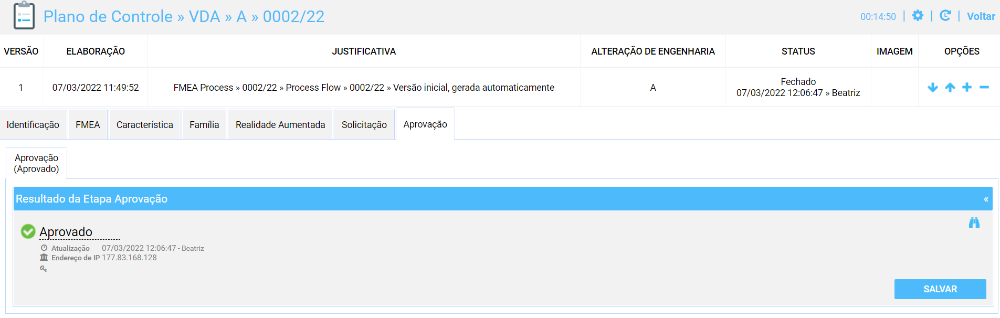 Plano de Controle » VDA » A » 0002/22
00:14:50 | | | Voltar
VERSÃO ELABORAÇÃO JUSTIFICATIVA ALTERAÇÃO DE ENGENHARIA STATUS IMAGEM OPÇÕES
1 07/03/2022 11:49:52 FMEA Process » 0002/22 » Process Flow » 0002/22 » Versão inicial, gerada automaticamente A Fechado
07/03/2022 12:06:47 » Beatriz
Identificação FMEA Característica Família Realidade Aumentada Solicitação Aprovação
Aprovação
(Aprovado)
Resultado da Etapa Aprovação «
Aprovado
Atualização 07/03/2022 12:06:47 - Beatriz
Endereço de IP 177.83.168.128
SALVAR